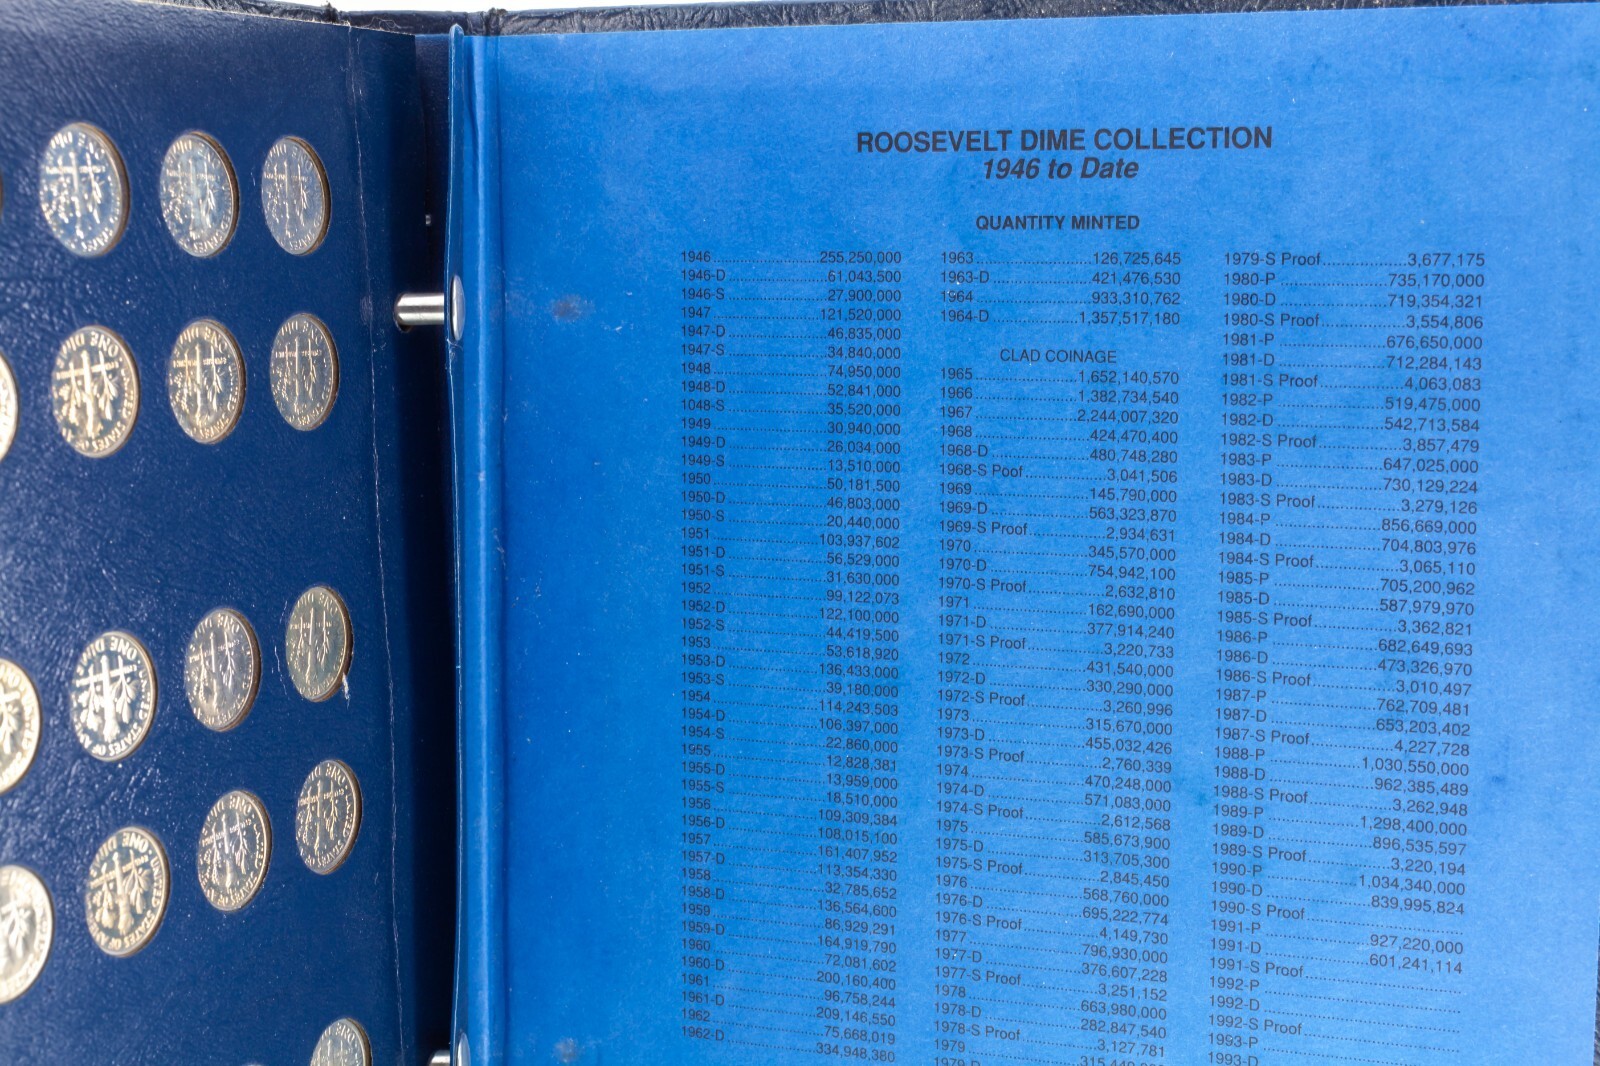 ROOSEVELT DIME COLLECTION
1946 to Date
QUANTITY MINTED
1946 255,250,000
1946-D 61,043,500
1946-S 27,900,000
1947 121,520,000
1947-D 46,835,000
1947-S 34,840,000
1948 74,950,000
1948-D 52,841,000
1048-S 35,520,000
1949 30,940,000
1949-D 26,034,000
1949-S 13,510,000
1950 50,181,500
1950-D 46,803,000
1950-S 20,440,000
1951 103,937,602
1951-D 56,529,000
1951-S 31,630,000
1952 99,122,073
1952-D 122,100,000
1952-S 44,419,500
1953 53,618,920
1953-D 136,433,000
1953-S 39,180,000
1954 114,243,503
1954-D 106,397,000
1954-S 22,860,000
1955 12,828,381
1955-D 13,959,000
1955-S 18,510,000
1956 109,309,384
1956-D 108,015,100
1957 161,407,952
1957-D 113,354,330
1958 32,785,652
1958-D 136,564,600
1959 86,929,291
1959-D 164,919,790
1960 72,081,602
1960-D 200,160,400
1961 96,758,244
1961-D 209,146,550
1962 75,668,019
1962-D 334,948,380
1963 126,725,645
1963-D 421,476,530
1964 933,310,762
1964-D 1,357,517,180
CLAD COINAGE
1965 1,652,140,570
1966 1,382,734,540
1967 2,244,007,320
1968 424,470,400
1968-D 480,748,280
1968-S Poof 3,041,506
1969 145,790,000
1969-D 563,323,870
1969-S Proof 2,934,631
1970 345,570,000
1970-D 754,942,100
1970-S Proof 2,632,810
1971 162,690,000
1971-D 377,914,240
1971-S Proof 3,220,733
1972 431,540,000
1972-D 330,290,000
1972-S Proof 3,260,996
1973 315,670,000
1973-D 455,032,426
1973-S Proof 2,760,339
1974 470,248,000
1974-D 571,083,000
1974-S Proof 2,612,568
1975 585,673,900
1975-D 313,705,300
1975-S Proof 2,845,450
1976 568,760,000
1976-D 695,222,774
1976-S Proof 4,149,730
1977 796,930,000
1977-D 376,607,228
1977-S Proof 3,251,152
1978 663,980,000
1978-D 282,847,540
1978-S Proof 3,127,781
1979
1979-S Proof 3,677,175
1980-P 735,170,000
1980-D 719,354,321
1980-S Proof 3,554,806
1981-P 676,650,000
1981-D 712,284,143
1981-S Proof 4,063,083
1982-P 519,475,000
1982-D 542,713,584
1982-S Proof 3,857,479
1983-P 647,025,000
1983-D 730,129,224
1983-S Proof 3,279,126
1984-P 856,669,000
1984-D 704,803,976
1984-S Proof 3,065,110
1985-P 705,200,962
1985-D 587,979,970
1985-S Proof 3,362,821
1986-P 682,649,693
1986-D 473,326,970
1986-S Proof 3,010,497
1987-P 762,709,481
1987-D 653,203,402
1987-S Proof 4,227,728
1988-P 1,030,550,000
1988-D 962,385,489
1988-S Proof 3,262,948
1989-P 1,298,400,000
1989-D 896,535,597
1989-S Proof 3,220,194
1990-P 1,034,340,000
1990-D 839,995,824
1990-S Proof
1991-P 927,220,000
1991-D 601,241,114
1991-S Proof
1992-P
1992-D
1992-S Proof
1993-P
1993-D